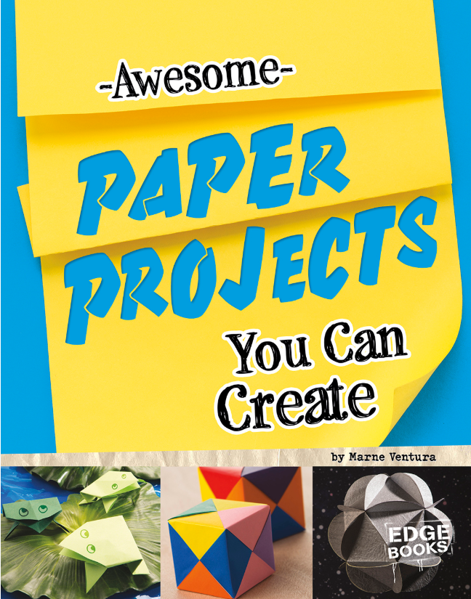 -Awesome-
PAPER
PROJECTS
You Can
Create
by Marne Ventura
EDGE
BOOKS